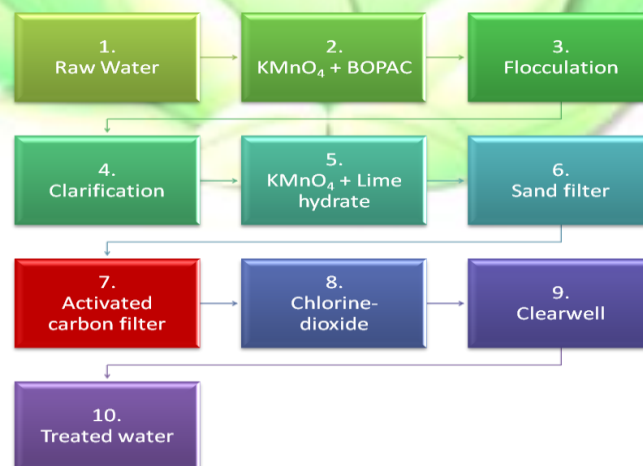 1.
Raw Water
2.
KMnO₄ + BOPAC
3.
Flocculation
4.
Clarification
5.
KMnO₄ + Lime
hydrate
6.
Sand filter
7.
Activated
carbon filter
8.
Chlorine-
dioxide
9.
Clearwell
10.
Treated water